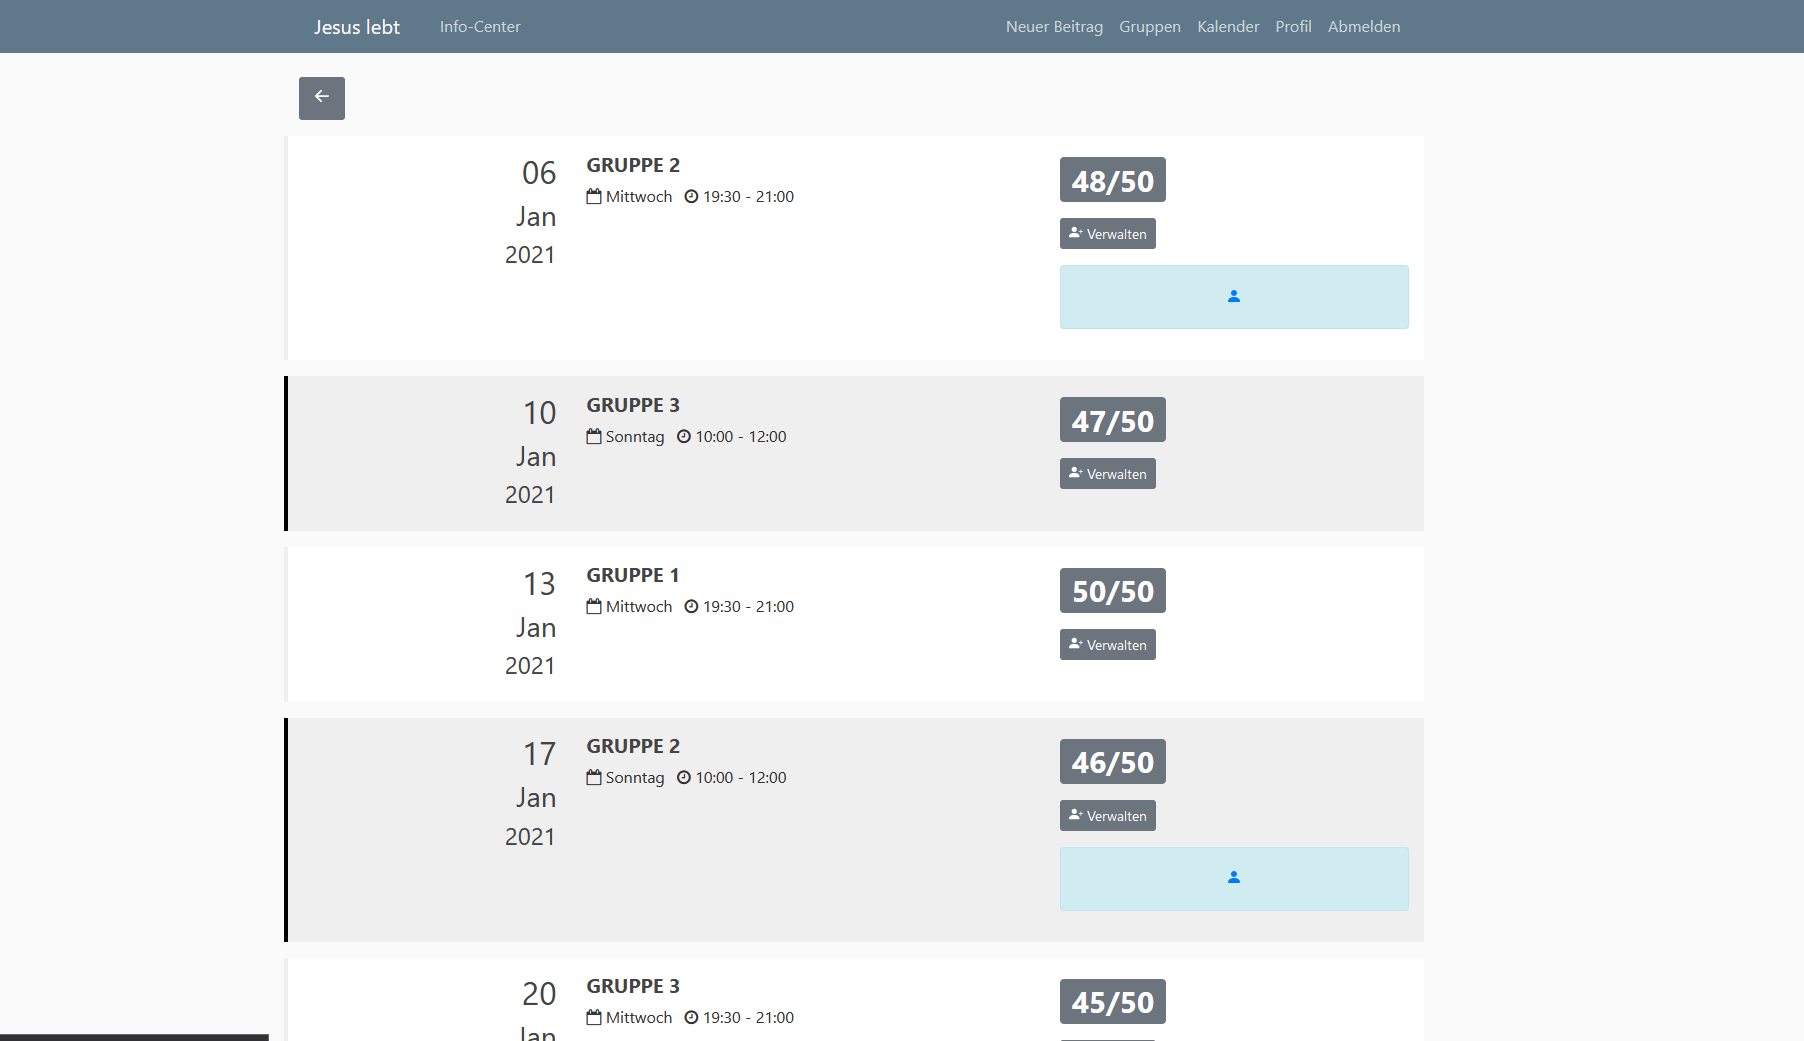 Jesus lebt Info-Center Neuer Beitrag Gruppen Kalender Profil Abmelden
06
Jan
2021
GRUPPE 2
Mittwoch 19:30 - 21:00
48/50
Verwalten
10
Jan
2021
GRUPPE 3
Sonntag 10:00 - 12:00
47/50
Verwalten
13
Jan
2021
GRUPPE 1
Mittwoch 19:30 - 21:00
50/50
Verwalten
17
Jan
2021
GRUPPE 2
Sonntag 10:00 - 12:00
46/50
Verwalten
20
Jan
GRUPPE 3
Mittwoch 19:30 - 21:00
45/50